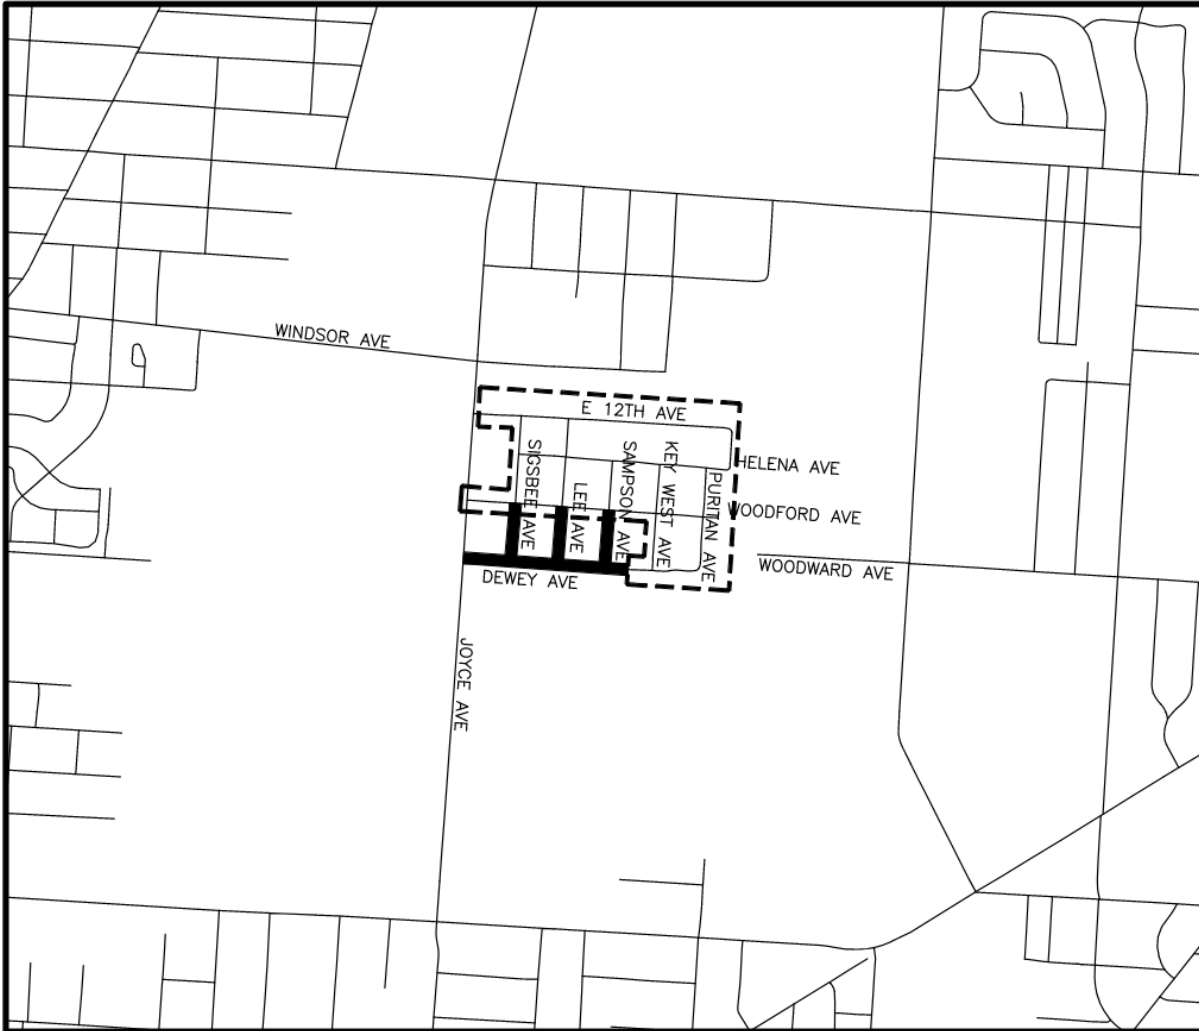 WINDSOR AVE
E 12TH AVE
SIGSBEE AVE
LEE AVE
SAMPSON AVE
KEY WEST AVE
PURITAN AVE
HELENA AVE
WOODFORD AVE
WOODWARD AVE
DEWEY AVE
JOYCE AVE